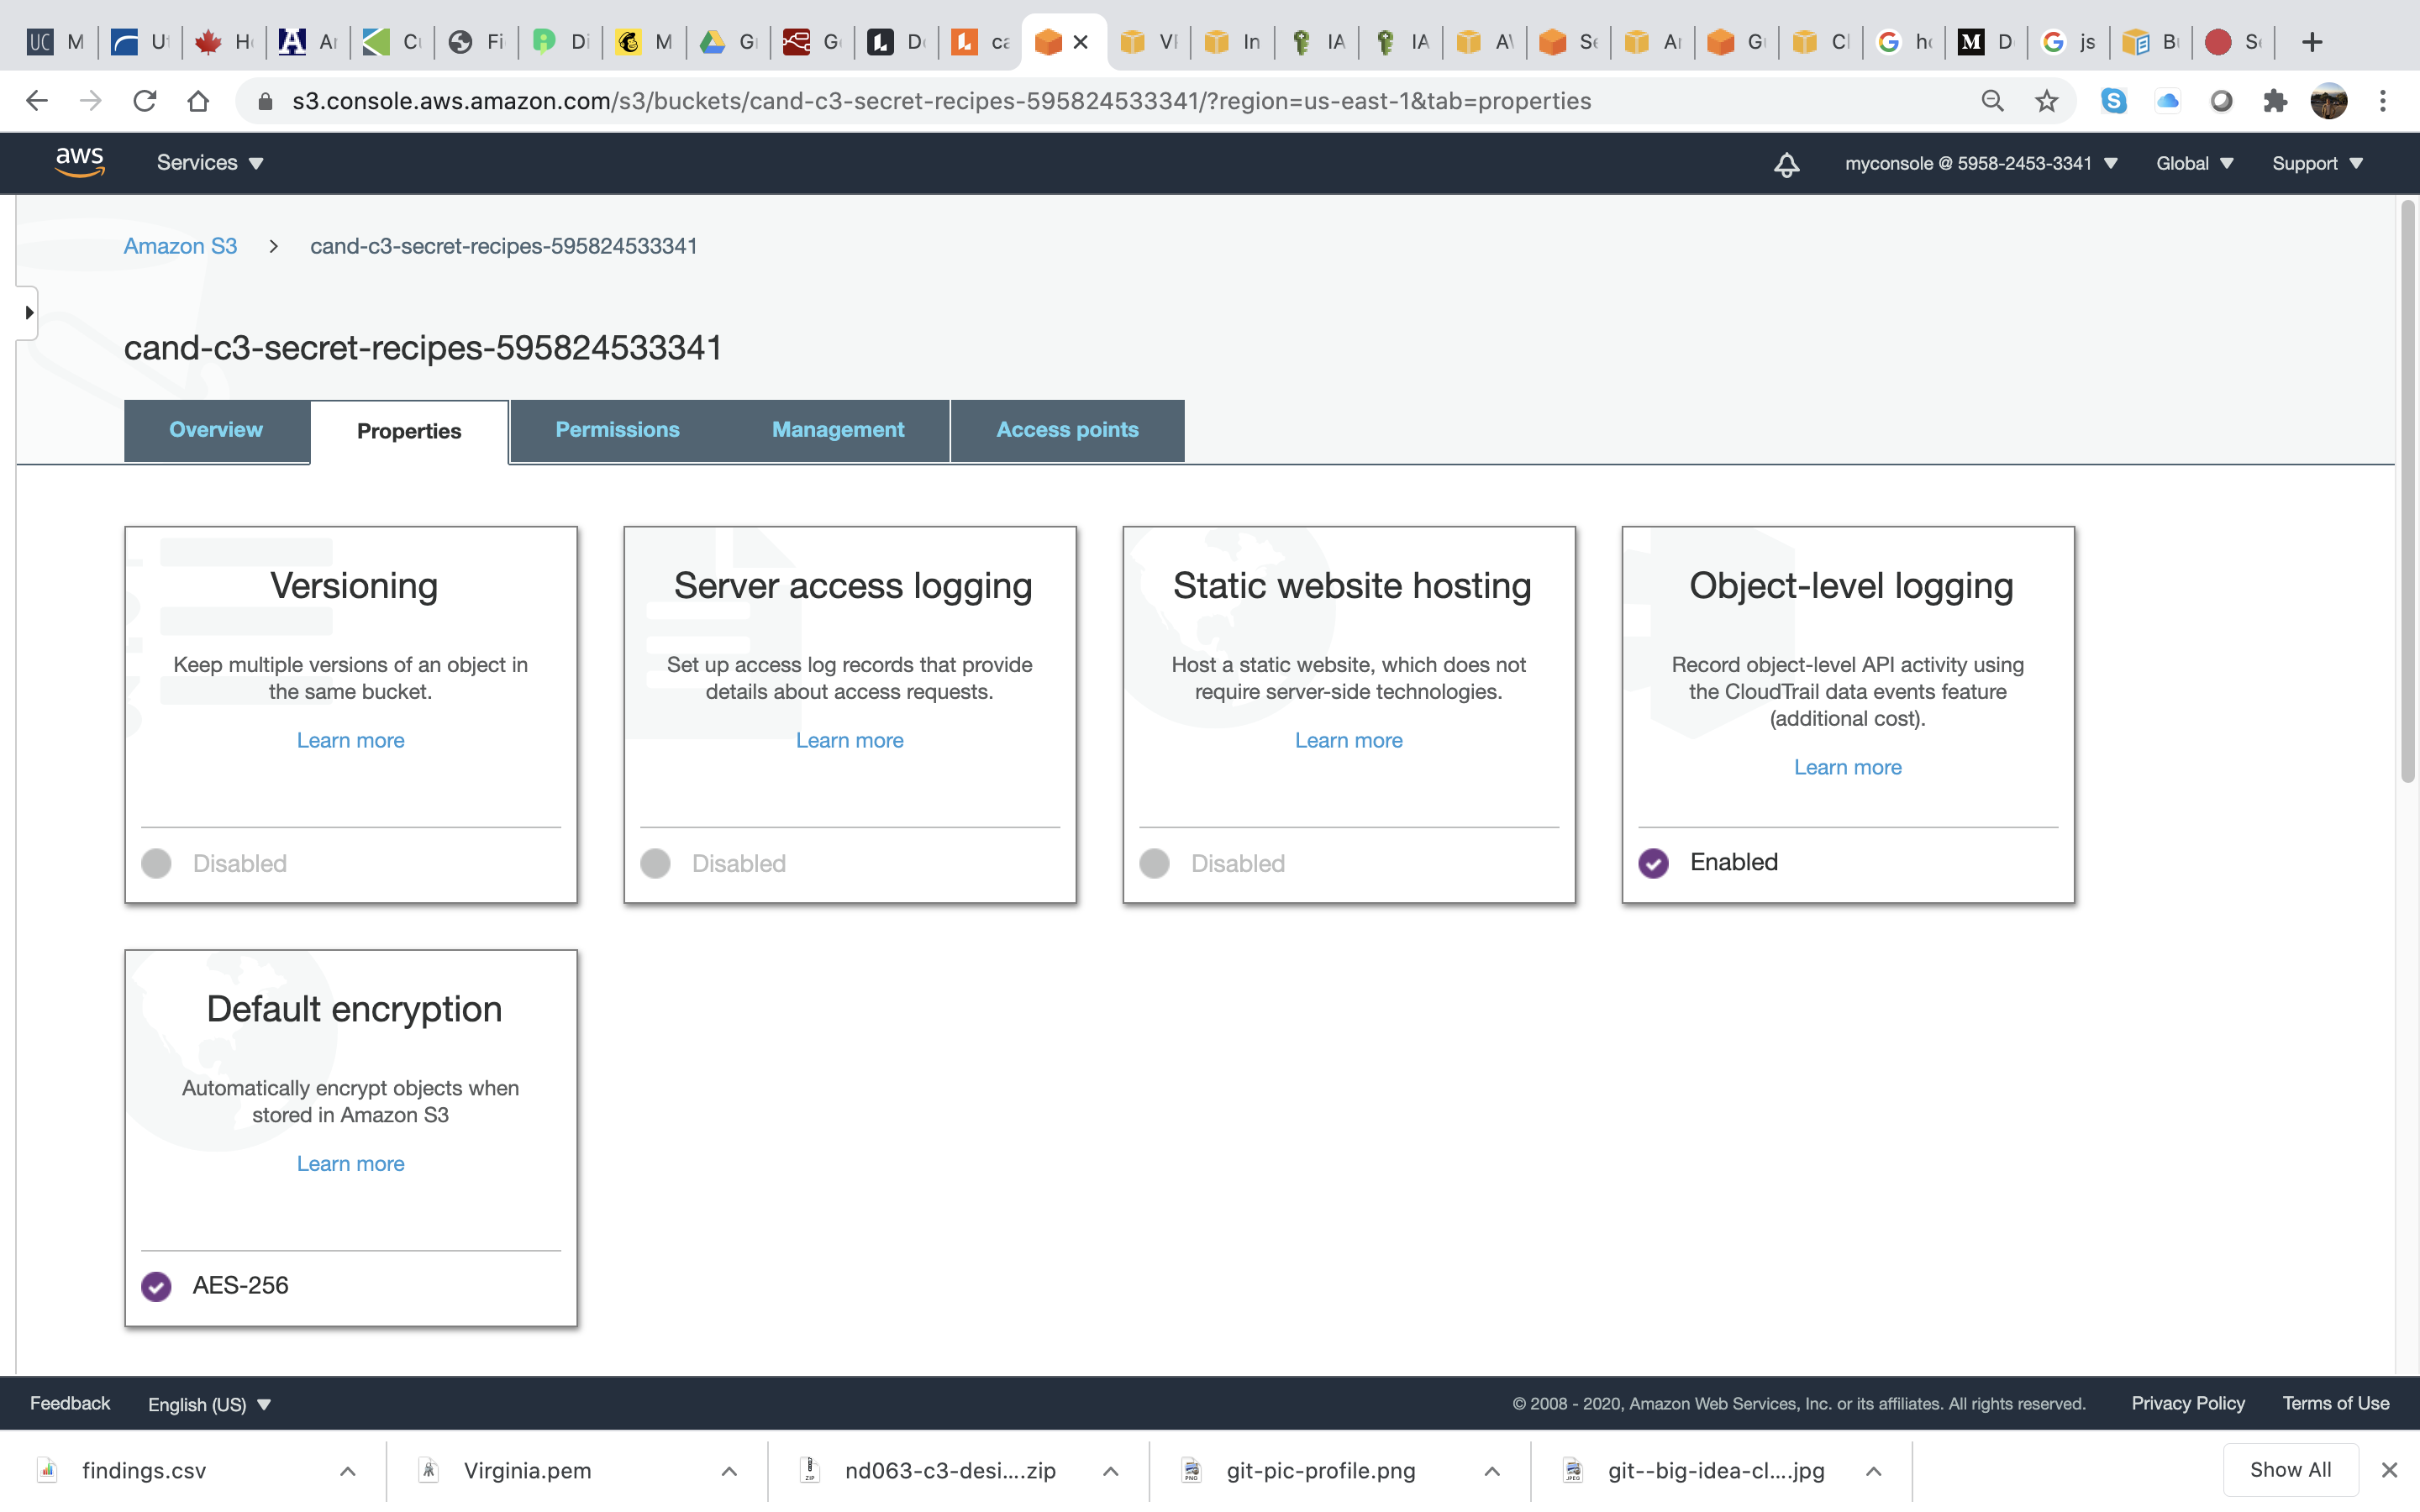 UC M U H A C Fi Di M G G D ca VI In IA IA A Se A G C G h M D G js B S
s3.console.aws.amazon.com/s3/buckets/cand-c3-secret-recipes-595824533341/?region=us-east-1&tab=properties
aws Services myconsole @ 5958-2453-3341 Global Support
Amazon S3 > cand-c3-secret-recipes-595824533341
cand-c3-secret-recipes-595824533341
Overview Properties Permissions Management Access points
Versioning
Keep multiple versions of an object in
the same bucket.
Learn more
Disabled
Server access logging
Set up access log records that provide
details about access requests.
Learn more
Disabled
Static website hosting
Host a static website, which does not
require server-side technologies.
Learn more
Disabled
Object-level logging
Record object-level API activity using
the CloudTrail data events feature
(additional cost).
Learn more
Enabled
Default encryption
Automatically encrypt objects when
stored in Amazon S3
Learn more
AES-256
Feedback English (US) © 2008 - 2020, Amazon Web Services, Inc. or its affiliates. All rights reserved. Privacy Policy Terms of Use
findings.csv Virginia.pem nd063-c3-desi....zip git-pic-profile.png git--big-idea-cl....jpg Show All